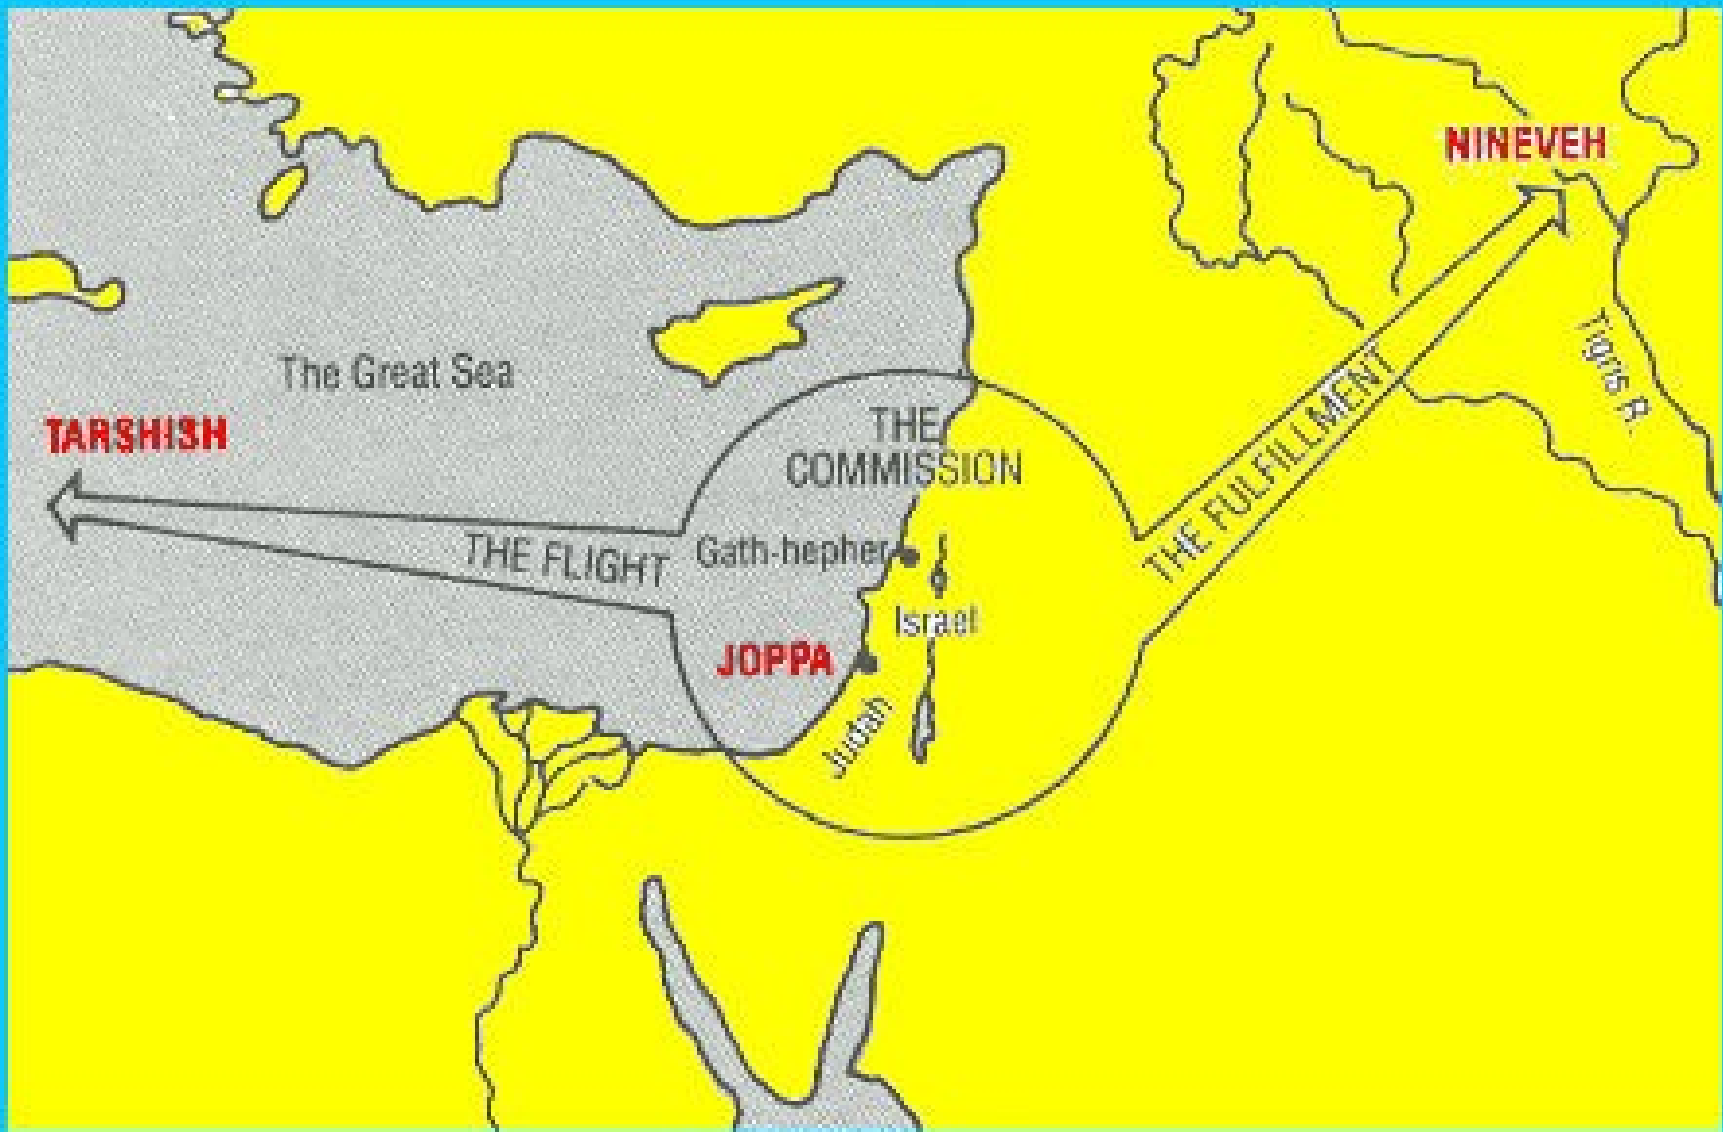 NINEVEH
Tigris R.
The Great Sea
TARSHISH
THE
COMMISSION
THE FULFILLMENT
THE FLIGHT
Gath-hepher
Israel
JOPPA
Judah